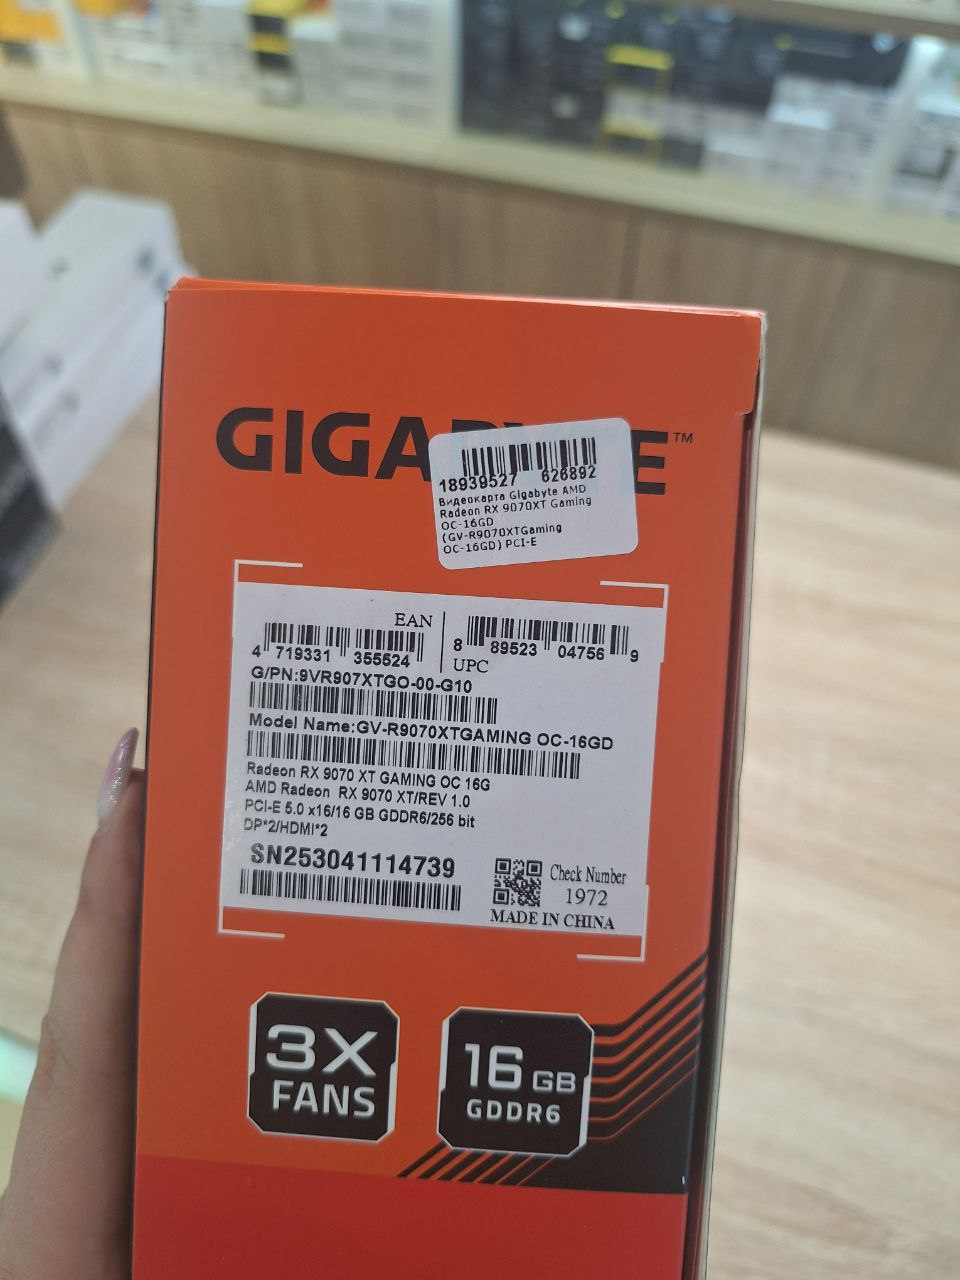 GIGABYTE™
18939527 626892
Видеокарта Gigabyte AMD
Radeon RX 9070XT Gaming
OC-16GD
(GV-R9070XTGaming
OC-16GD) PCI-E
EAN
4 719331 355524
8 89523 04756 9
UPC
G/PN:9VR907XTGO-00-G10
Model Name:GV-R9070XTGAMING OC-16GD
Radeon RX 9070 XT GAMING OC 16G
AMD Radeon RX 9070 XT/REV 1.0
PCI-E 5.0 x16/16 GB GDDR6/256 bit
DP*2/HDMI*2
SN253041114739
Check Number
1972
MADE IN CHINA
3X
FANS
16 GB
GDDR6